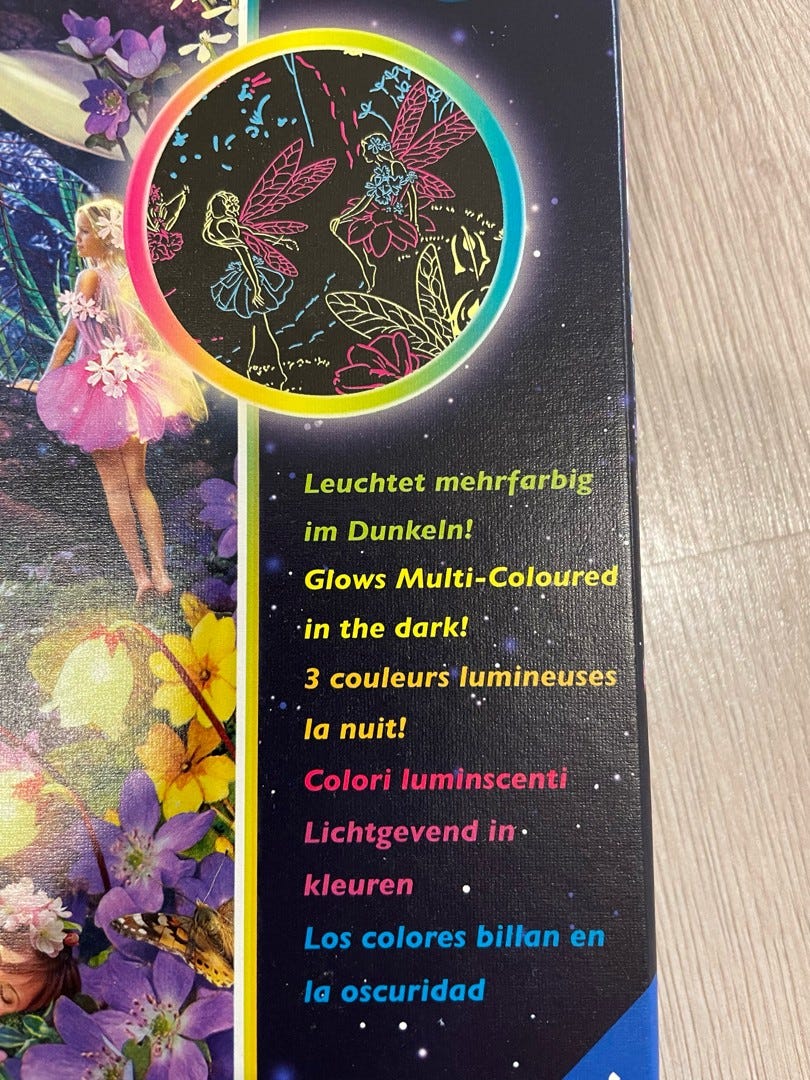 Leuchtet mehrfarbig
im Dunkeln!
Glows Multi-Coloured
in the dark!
3 couleurs lumineuses
la nuit!
Colori luminscenti
Lichtgevend in
kleuren
Los colores billan en
la oscuridad